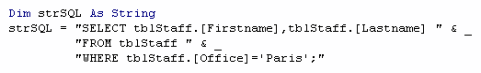 Dim strSQL As String
strSQL = "SELECT tblStaff.[Firstname],tblStaff.[Lastname] " & _
"FROM tblStaff " & _
"WHERE tblStaff.[Office]='Paris';"